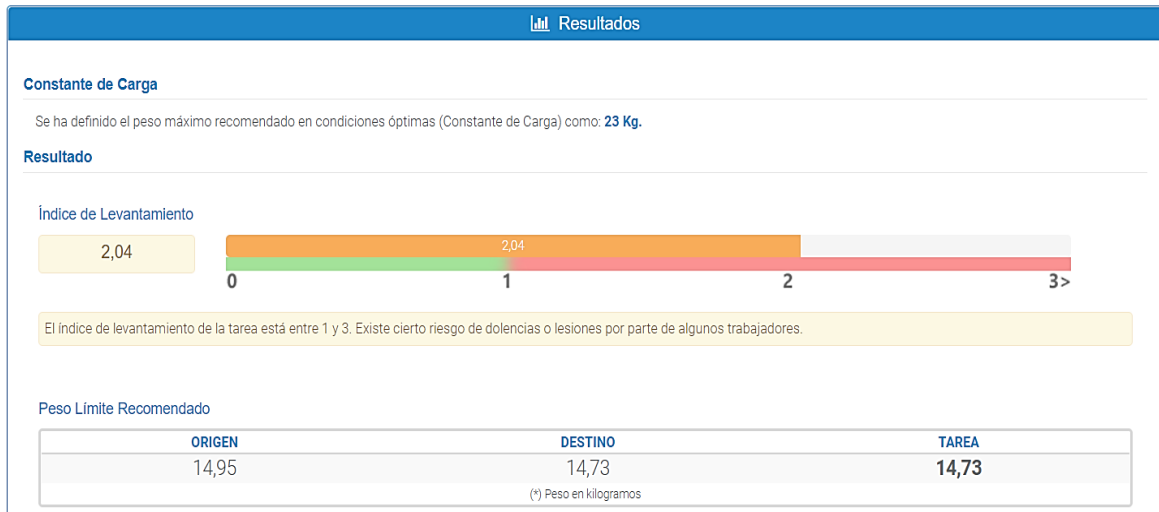 Resultados
Constante de Carga
Se ha definido el peso máximo recomendado en condiciones óptimas (Constante de Carga) como: 23 Kg.
Resultado
Índice de Levantamiento
2,04
2,04
0 1 2 3>
El índice de levantamiento de la tarea está entre 1 y 3. Existe cierto riesgo de dolencias o lesiones por parte de algunos trabajadores.
Peso Límite Recomendado
ORIGEN DESTINO TAREA
14,95 14,73 14,73
(*) Peso en kilogramos